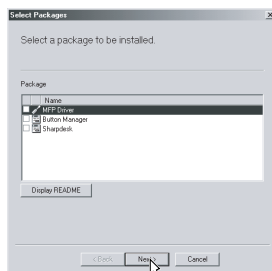 Select Packages
Select a package to be installed.
Package
Name
MFP Driver
Button Manager
Sharpdesk
Display README
< Back
Next >
Cancel